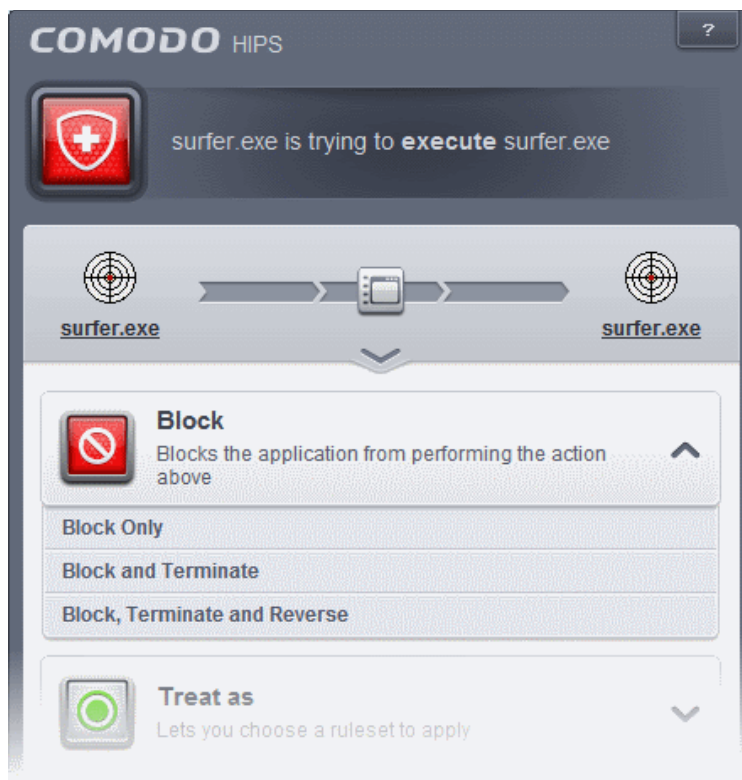 COMODO HIPS
?
surfer.exe is trying to execute surfer.exe
surfer.exe
surfer.exe
Block
Blocks the application from performing the action
above
Block Only
Block and Terminate
Block, Terminate and Reverse
Treat as
Lets you choose a ruleset to apply